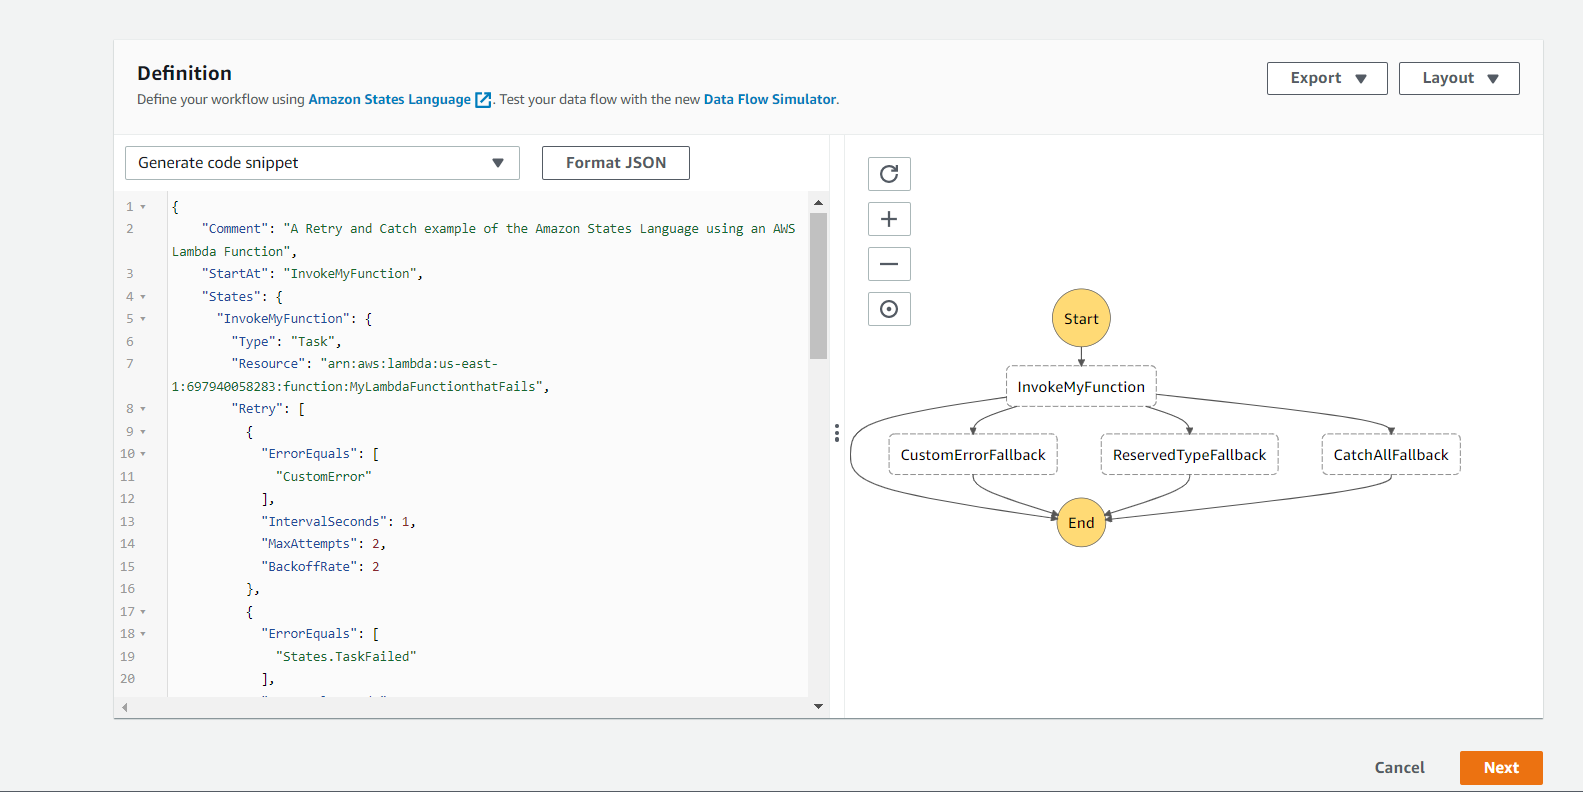 Definition
Define your workflow using Amazon States Language . Test your data flow with the new Data Flow Simulator.
Export
Layout
Generate code snippet
Format JSON
1 {
2 "Comment": "A Retry and Catch example of the Amazon States Language using an AWS
Lambda Function",
3 "StartAt": "InvokeMyFunction",
4 "States": {
5 "InvokeMyFunction": {
6 "Type": "Task",
7 "Resource": "arn:aws:lambda:us-east-
1:697940058283:function:MyLambdaFunctionthatFails",
8 "Retry": [
9 {
10 "ErrorEquals": [
11 "CustomError"
12 ],
13 "IntervalSeconds": 1,
14 "MaxAttempts": 2,
15 "BackoffRate": 2
16 },
17 {
18 "ErrorEquals": [
19 "States.TaskFailed"
20 ],
Start
InvokeMyFunction
CustomErrorFallback
ReservedTypeFallback
CatchAllFallback
End
Cancel
Next